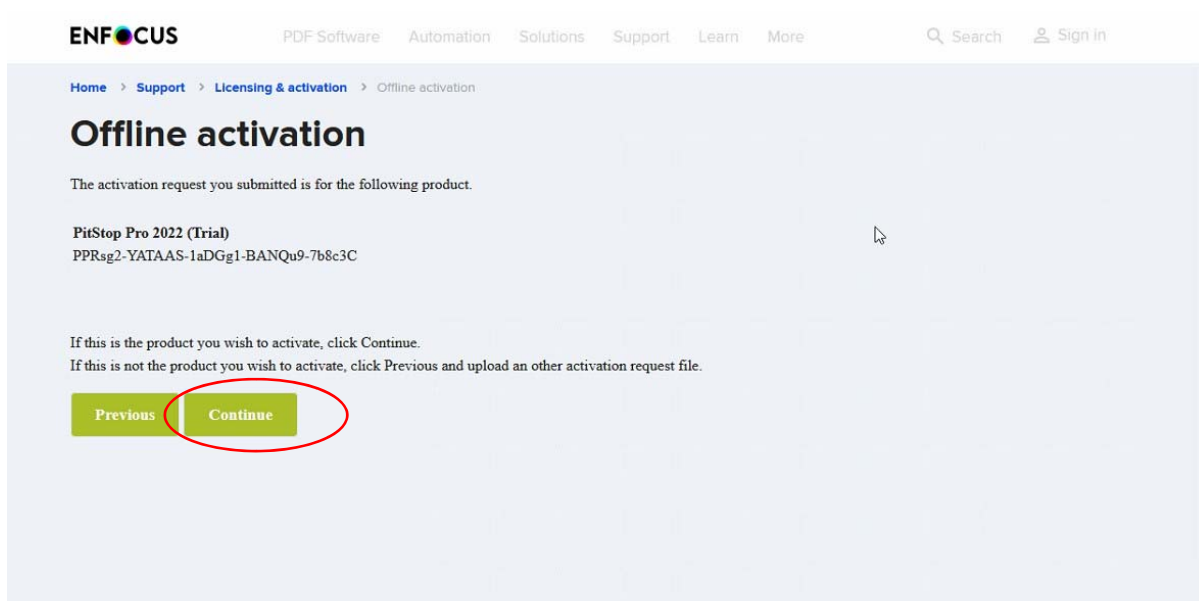 ENFOCUS PDF Software Automation Solutions Support Learn More Search Sign in
Home > Support > Licensing & activation > Offline activation
Offline activation
The activation request you submitted is for the following product.
PitStop Pro 2022 (Trial)
PPRsg2-YATAAS-1aDGg1-BANQu9-7b8c3C
If this is the product you wish to activate, click Continue.
If this is not the product you wish to activate, click Previous and upload an other activation request file.
Previous Continue